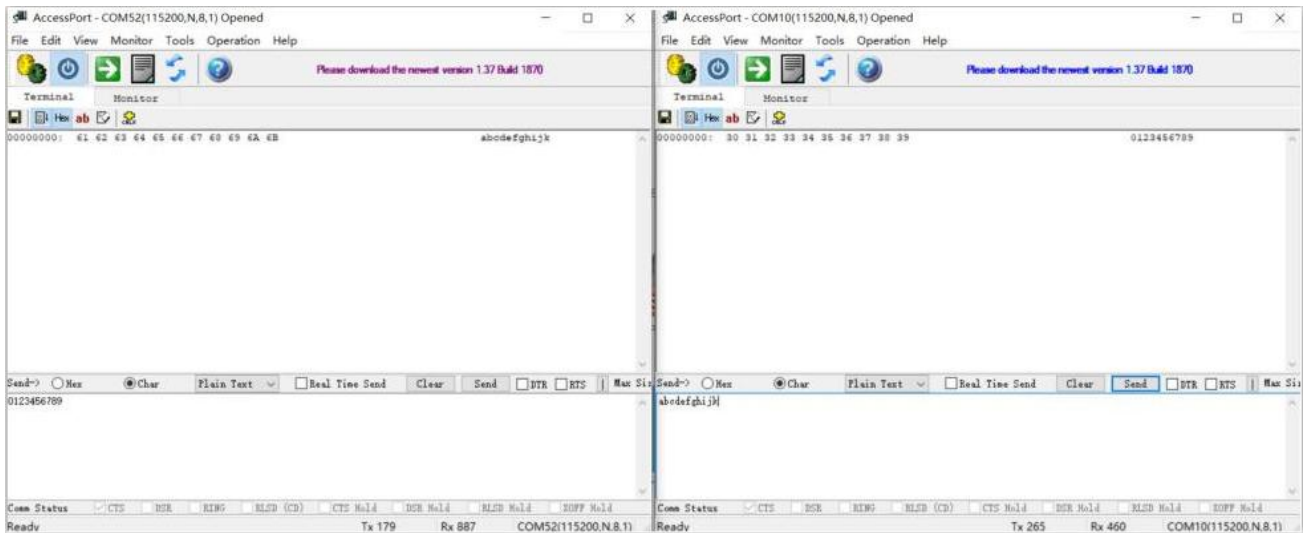 AccessPort - COM52(115200,N,8,1) Opened
File Edit View Monitor Tools Operation Help
Please download the newest version 1.37 Build 1870
Terminal Monitor
Hex ab
00000000: 61 62 63 64 65 66 67 68 69 6A 6B abcdefghijk
Send-> Hex Char Plain Text Real Time Send Clear Send DTR RTS | Max Siz
0123456789
Comm Status CTS DSR RING RLSD (CD) CTS Hold DSR Hold RLSD Hold XOFF Hold
Ready Tx 179 Rx 887 COM52(115200,N,8,1)
AccessPort - COM10(115200,N,8,1) Opened
File Edit View Monitor Tools Operation Help
Please download the newest version 1.37 Build 1870
Terminal Monitor
Hex ab
00000000: 30 31 32 33 34 35 36 37 38 39 0123456789
Send-> Hex Char Plain Text Real Time Send Clear Send DTR RTS | Max Siz
abcdefghijk
Comm Status CTS DSR RING RLSD (CD) CTS Hold DSR Hold RLSD Hold XOFF Hold
Ready Tx 265 Rx 460 COM10(115200,N,8,1)